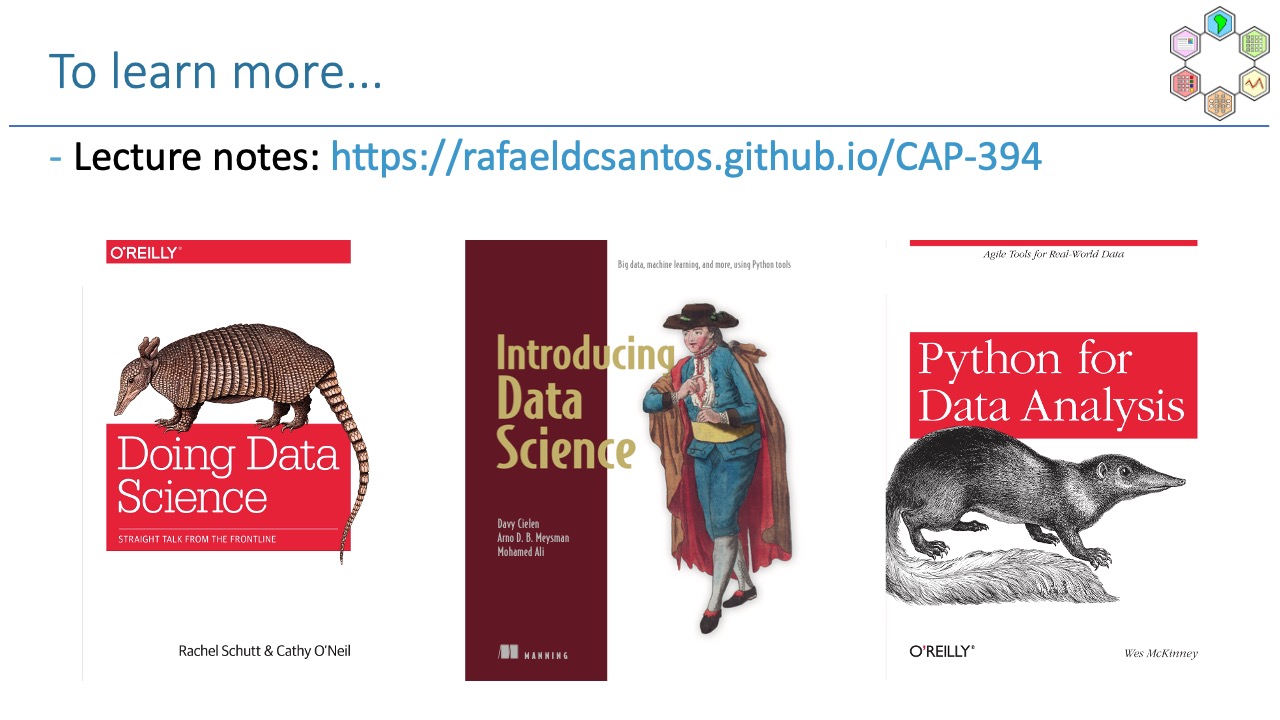 To learn more...
- Lecture notes: https://rafaeldcsantos.github.io/CAP-394
O'REILLY®
Doing Data
Science
STRAIGHT TALK FROM THE FRONTLINE
Rachel Schutt & Cathy O'Neil
Big data, machine learning, and more, using Python tools
Introducing
Data
Science
Davy Cielen
Arno D. B. Meysman
Mohamed Ali
MANNING
Agile Tools for Real-World Data
Python for
Data Analysis
O'REILLY®
Wes McKinney